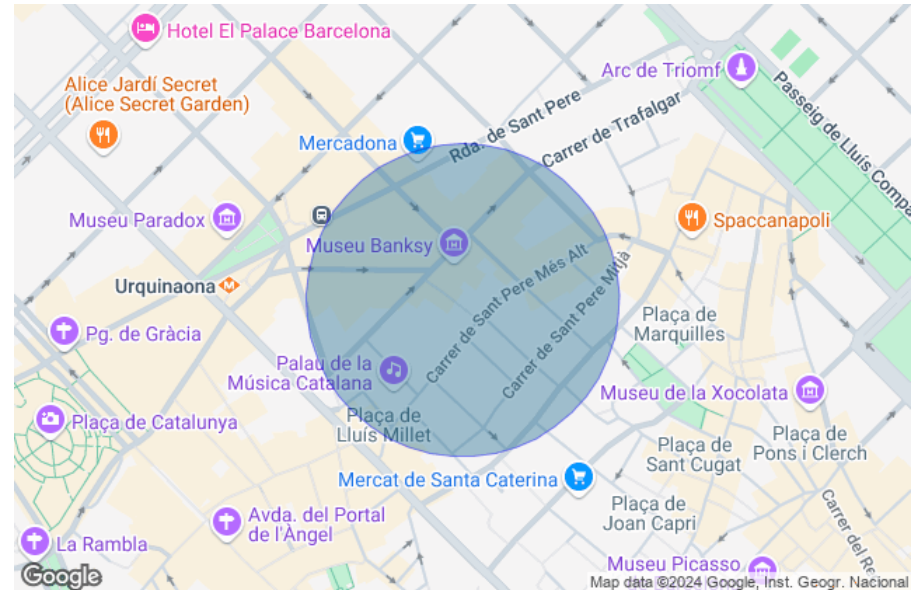 Hotel El Palace Barcelona
Arc de Triomf
Alice Jardí Secret
(Alice Secret Garden)
Passeig de Lluís Compa
Mercadona
Rda. de Sant Pere
Carrer de Trafalgar
Museu Paradox
Museu Banksy
Spaccanapoli
Urquinaona
M
Carrer de Sant Pere Més Alt
Carrer de Sant Pere Mitjà
Plaça de
Marquilles
Pg. de Gràcia
Palau de la
Música Catalana
Museu de la Xocolata
Plaça de Catalunya
Plaça de
Lluís Millet
Plaça de
Sant Cugat
Plaça de
Pons i Clerch
Mercat de Santa Caterina
Plaça de
Joan Capri
Carrer del Re
Avda. del Portal
de l'Àngel
La Rambla
Museu Picasso
Google
Map data ©2024 Google, Inst. Geogr. Nacional